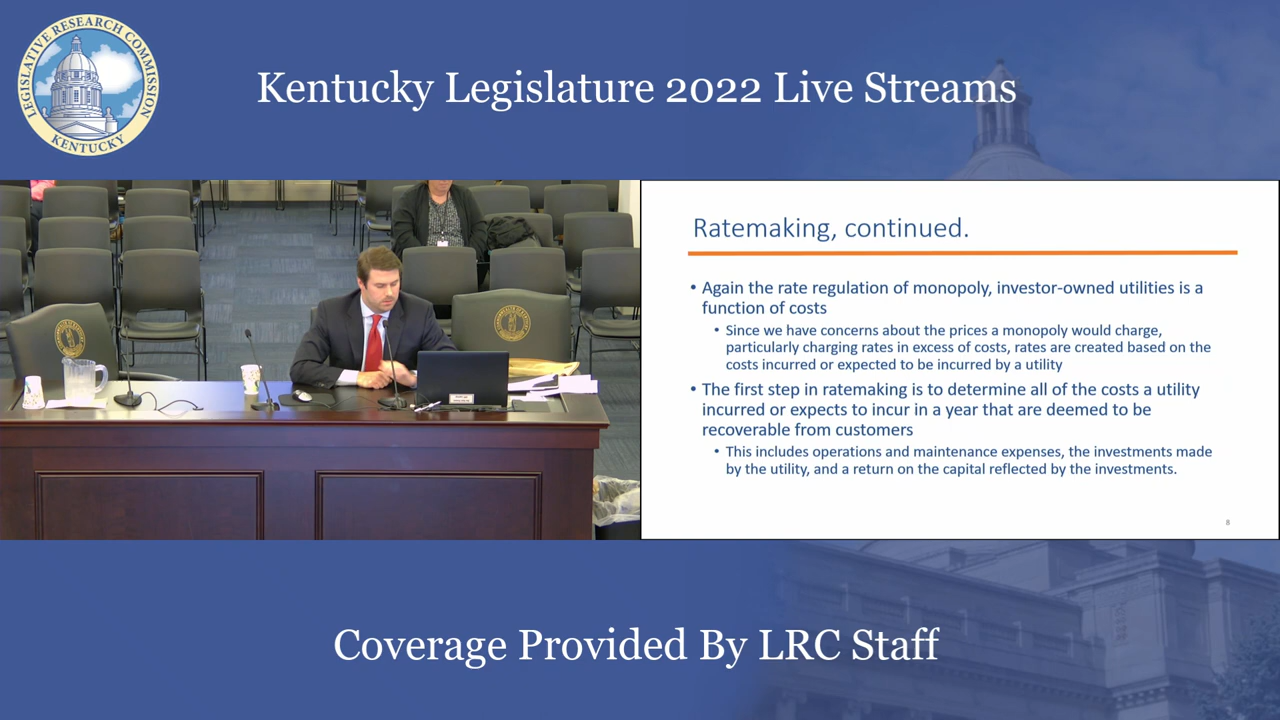 LEGISLATIVE RESEARCH COMMISSION
KENTUCKY
Kentucky Legislature 2022 Live Streams
Ratemaking, continued.
• Again the rate regulation of monopoly, investor-owned utilities is a
function of costs
• Since we have concerns about the prices a monopoly would charge,
particularly charging rates in excess of costs, rates are created based on the
costs incurred or expected to be incurred by a utility
• The first step in ratemaking is to determine all of the costs a utility
incurred or expects to incur in a year that are deemed to be
recoverable from customers
• This includes operations and maintenance expenses, the investments made
by the utility, and a return on the capital reflected by the investments.
8
Coverage Provided By LRC Staff